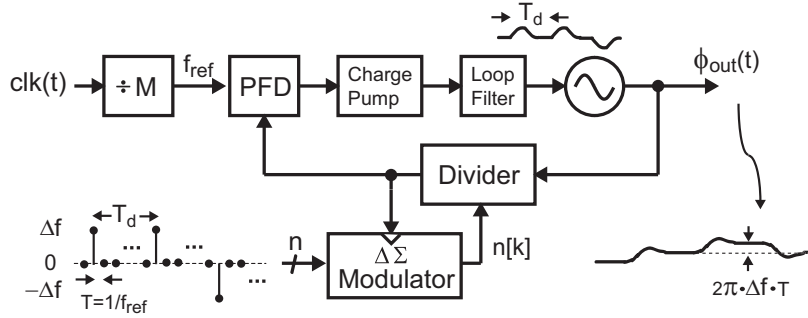 T_d
clk(t)
÷ M
f_ref
PFD
Charge
Pump
Loop
Filter
ϕ_out(t)
Divider
Δf
T_d
... ...
0
−Δf
...
T=1/f_ref
n
ΔΣ
Modulator
n[k]
2π•Δf•T